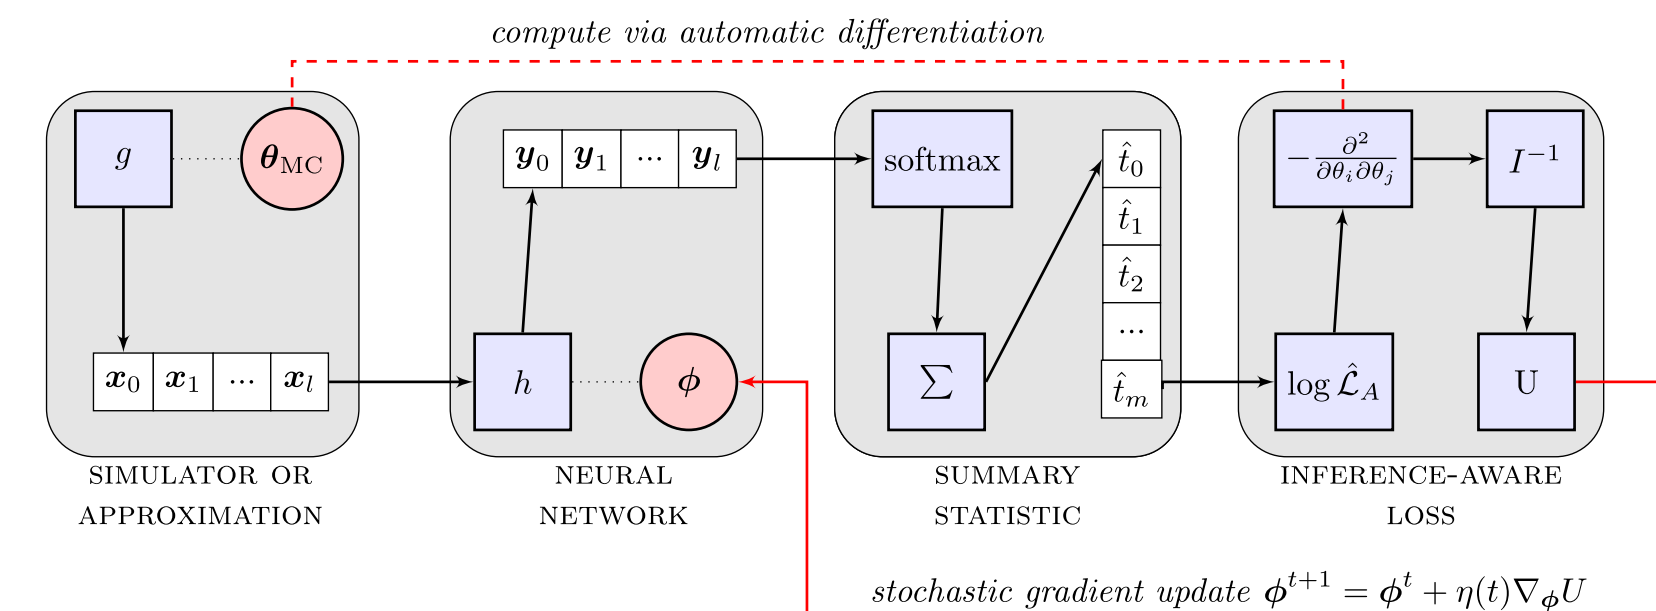 compute via automatic differentiation
g
θ_MC
x_0 x_1 ... x_l
SIMULATOR OR
APPROXIMATION
y_0 y_1 ... y_l
h
ϕ
NEURAL
NETWORK
softmax
∑
t̂_0
t̂_1
t̂_2
...
t̂_m
SUMMARY
STATISTIC
−∂²/∂θ_i∂θ_j
I⁻¹
log 𝓛̂_A
U
INFERENCE-AWARE
LOSS
stochastic gradient update ϕ^{t+1} = ϕ^t + η(t)∇_ϕ U